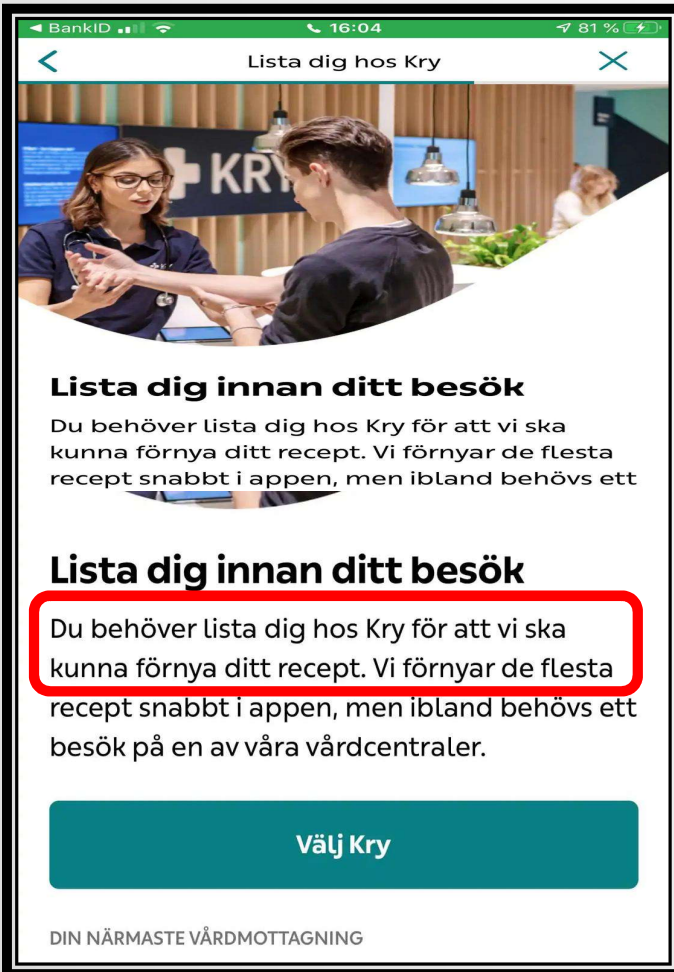 BankID
16:04
81 %
Lista dig hos Kry
KRY
Lista dig innan ditt besök
Du behöver lista dig hos Kry för att vi ska
kunna förnya ditt recept. Vi förnyar de flesta
recept snabbt i appen, men ibland behövs ett
Lista dig innan ditt besök
Du behöver lista dig hos Kry för att vi ska
kunna förnya ditt recept. Vi förnyar de flesta
recept snabbt i appen, men ibland behövs ett
besök på en av våra vårdcentraler.
Välj Kry
DIN NÄRMASTE VÅRDMOTTAGNING